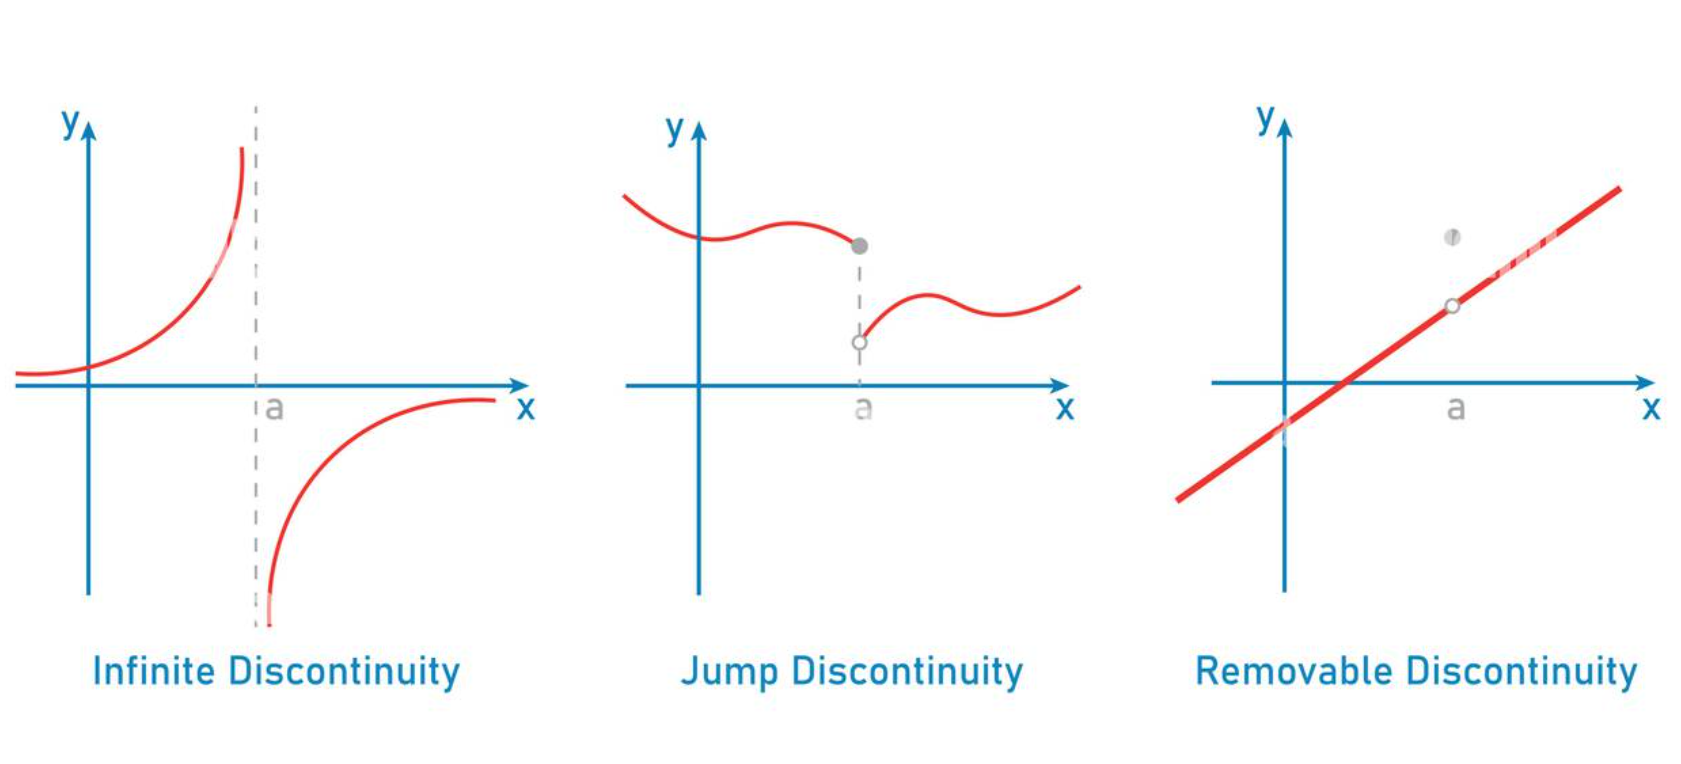 y
x
a
Infinite Discontinuity
y
x
a
Jump Discontinuity
y
x
a
Removable Discontinuity